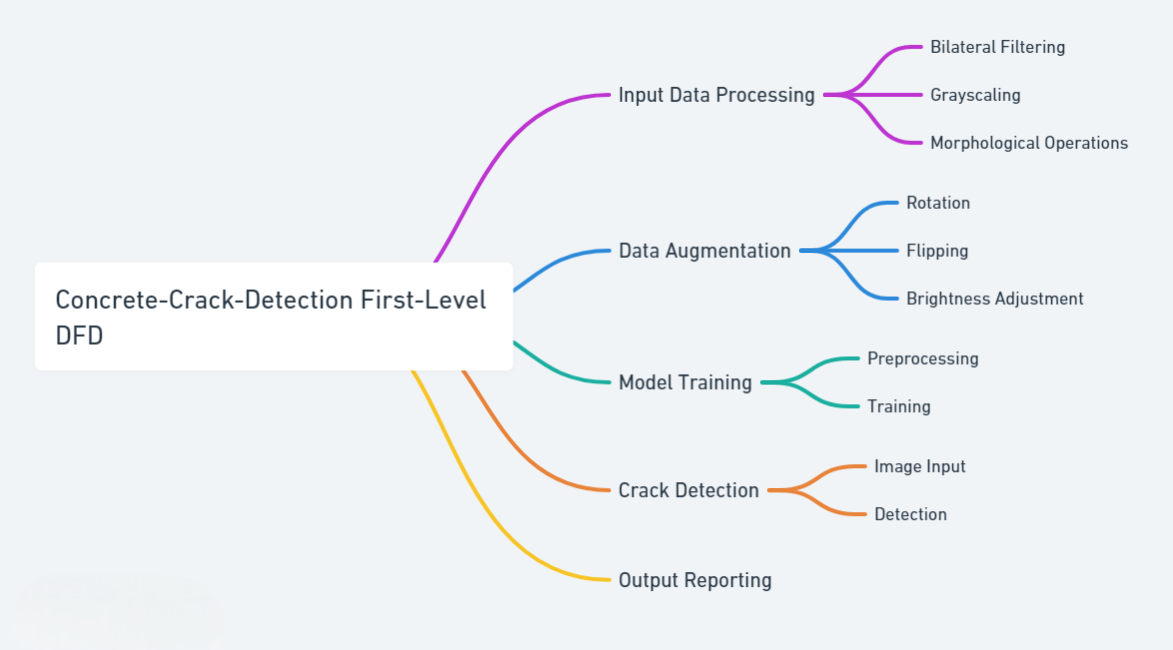 Concrete-Crack-Detection First-Level
DFD
Input Data Processing
Bilateral Filtering
Grayscaling
Morphological Operations
Data Augmentation
Rotation
Flipping
Brightness Adjustment
Model Training
Preprocessing
Training
Crack Detection
Image Input
Detection
Output Reporting